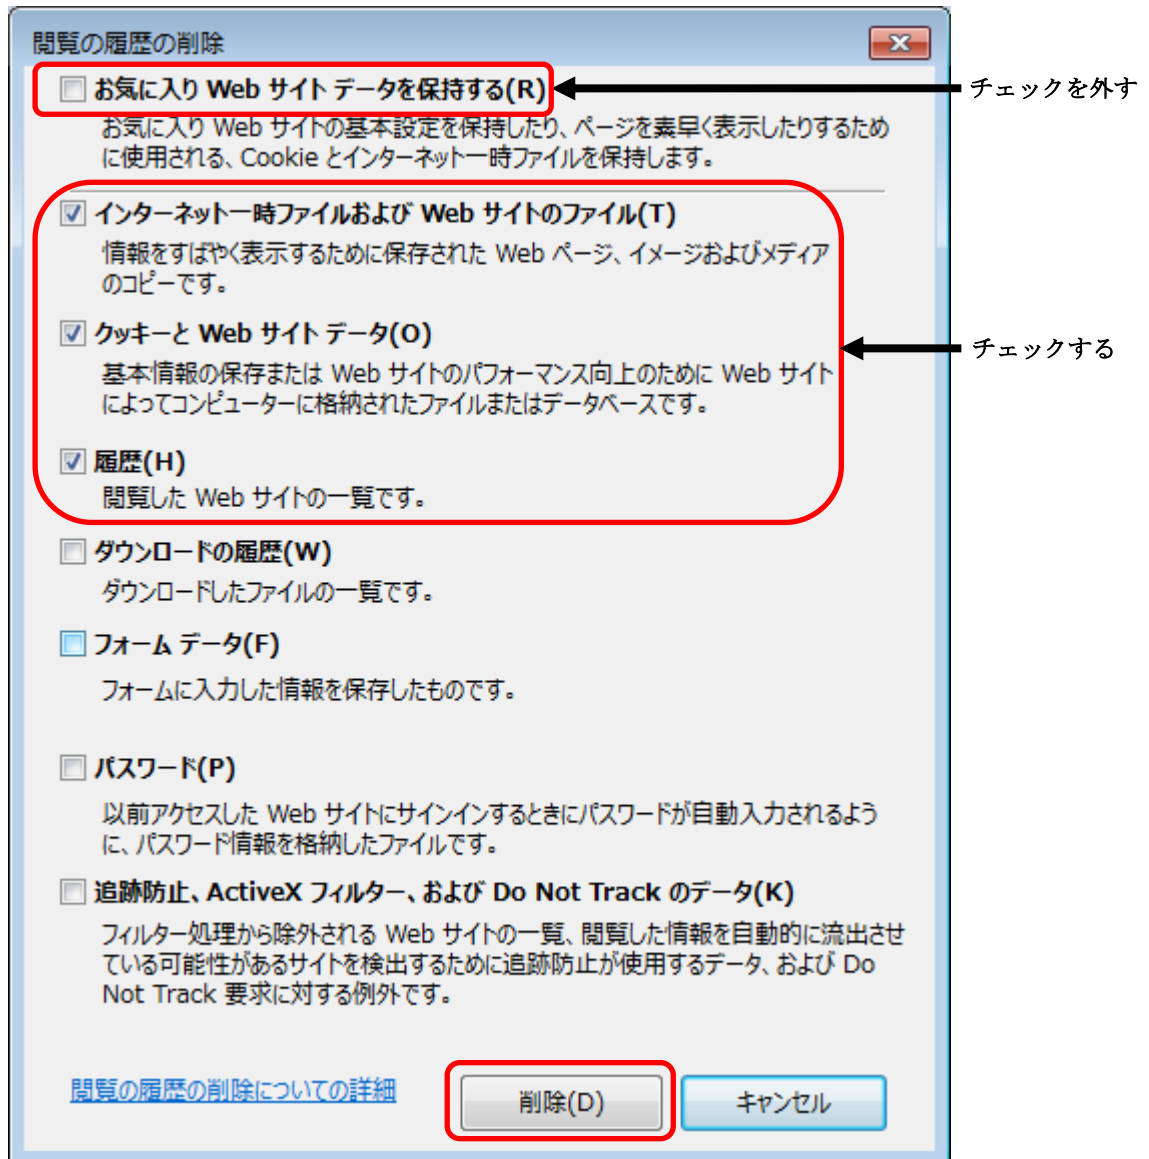 閲覧の履歴の削除
お気に入り Web サイト データを保持する(R)
チェックを外す
お気に入り Web サイトの基本設定を保持したり、ページを素早く表示したりするため
に使用される、Cookie とインターネット一時ファイルを保持します。
インターネット一時ファイルおよび Web サイトのファイル(T)
情報をすばやく表示するために保存された Web ページ、イメージおよびメディア
のコピーです。
クッキーと Web サイト データ(O)
チェックする
基本情報の保存または Web サイトのパフォーマンス向上のために Web サイト
によってコンピューターに格納されたファイルまたはデータベースです。
履歴(H)
閲覧した Web サイトの一覧です。
ダウンロードの履歴(W)
ダウンロードしたファイルの一覧です。
フォーム データ(F)
フォームに入力した情報を保存したものです。
パスワード(P)
以前アクセスした Web サイトにサインインするときにパスワードが自動入力されるよう
に、パスワード情報を格納したファイルです。
追跡防止、ActiveX フィルター、および Do Not Track のデータ(K)
フィルター処理から除外される Web サイトの一覧、閲覧した情報を自動的に流出させ
ている可能性があるサイトを検出するために追跡防止が使用するデータ、および Do
Not Track 要求に対する例外です。
閲覧の履歴の削除についての詳細
削除(D)
キャンセル